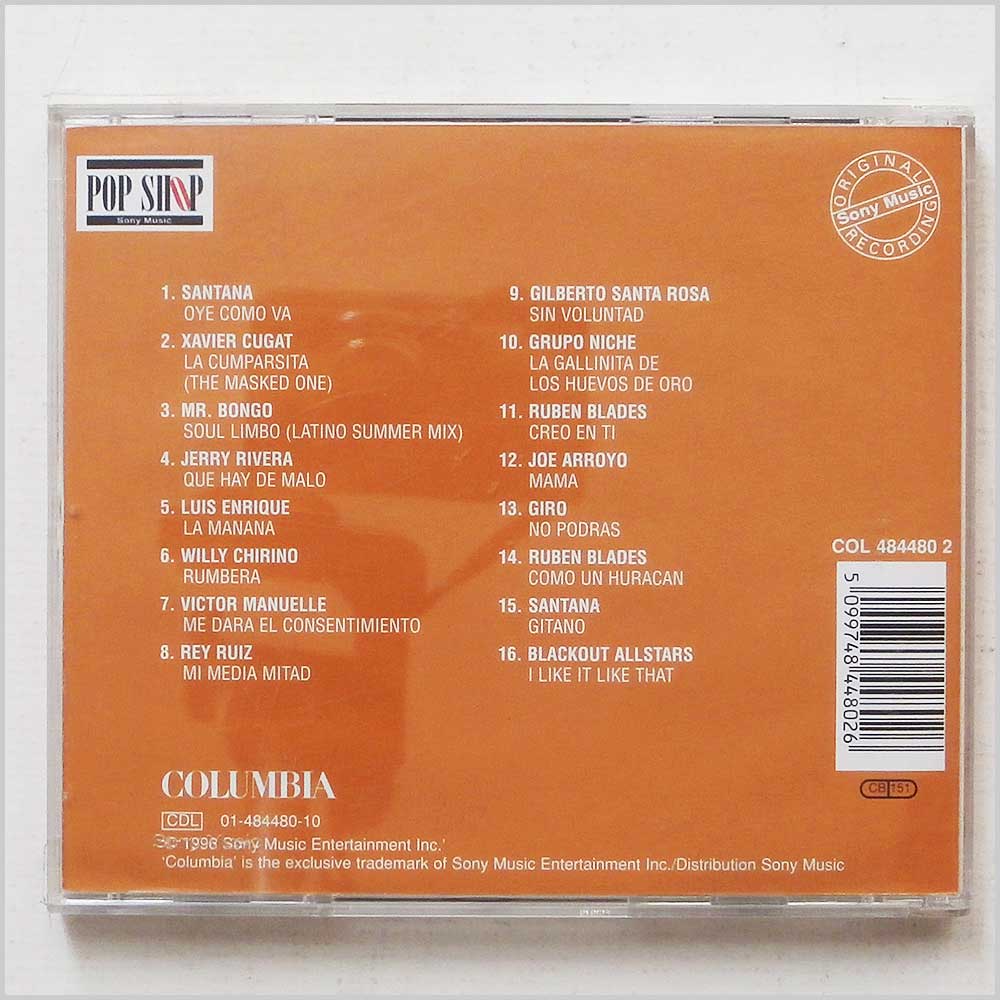 POP SHOP
Sony Music
ORIGINAL
Sony Music
RECORDING
1. SANTANA
OYE COMO VA
2. XAVIER CUGAT
LA CUMPARSITA
(THE MASKED ONE)
3. MR. BONGO
SOUL LIMBO (LATINO SUMMER MIX)
4. JERRY RIVERA
QUE HAY DE MALO
5. LUIS ENRIQUE
LA MANANA
6. WILLY CHIRINO
RUMBERA
7. VICTOR MANUELLE
ME DARA EL CONSENTIMIENTO
8. REY RUIZ
MI MEDIA MITAD
9. GILBERTO SANTA ROSA
SIN VOLUNTAD
10. GRUPO NICHE
LA GALLINITA DE
LOS HUEVOS DE ORO
11. RUBEN BLADES
CREO EN TI
12. JOE ARROYO
MAMA
13. GIRO
NO PODRAS
14. RUBEN BLADES
COMO UN HURACAN
15. SANTANA
GITANO
16. BLACKOUT ALLSTARS
I LIKE IT LIKE THAT
COL 484480 2
5 099748 448026
CB 151
COLUMBIA
CDL 01-484480-10
℗ 1996 Sony Music Entertainment Inc.'
'Columbia' is the exclusive trademark of Sony Music Entertainment Inc./Distribution Sony Music